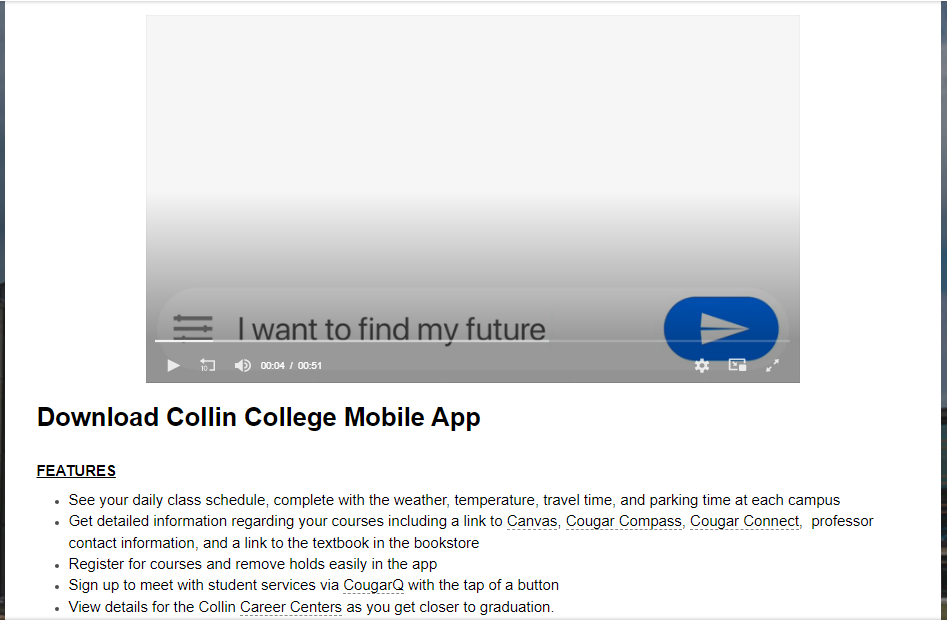 I want to find my future
10
00:04 / 00:51
Download Collin College Mobile App
FEATURES
See your daily class schedule, complete with the weather, temperature, travel time, and parking time at each campus
Get detailed information regarding your courses including a link to Canvas, Cougar Compass, Cougar Connect,  professor
contact information, and a link to the textbook in the bookstore
Register for courses and remove holds easily in the app
Sign up to meet with student services via CougarQ with the tap of a button
View details for the Collin Career Centers as you get closer to graduation.